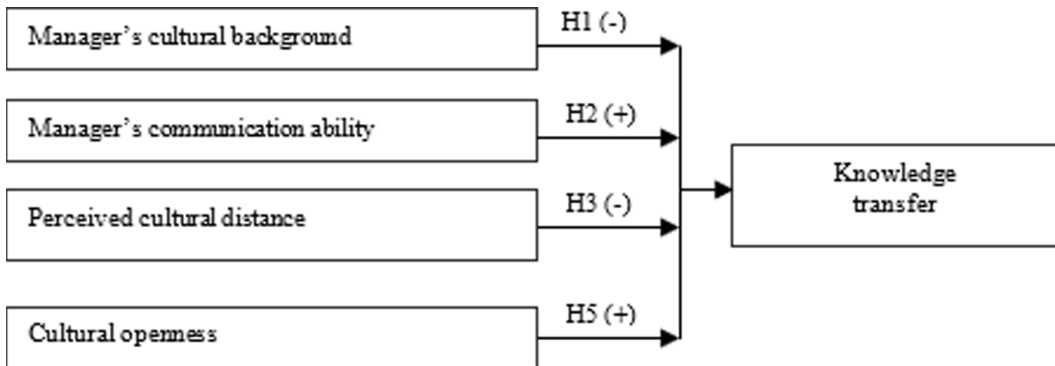 Manager’s cultural background
H1 (-)
Manager’s communication ability
H2 (+)
Perceived cultural distance
H3 (-)
Cultural openness
H5 (+)
Knowledge
transfer